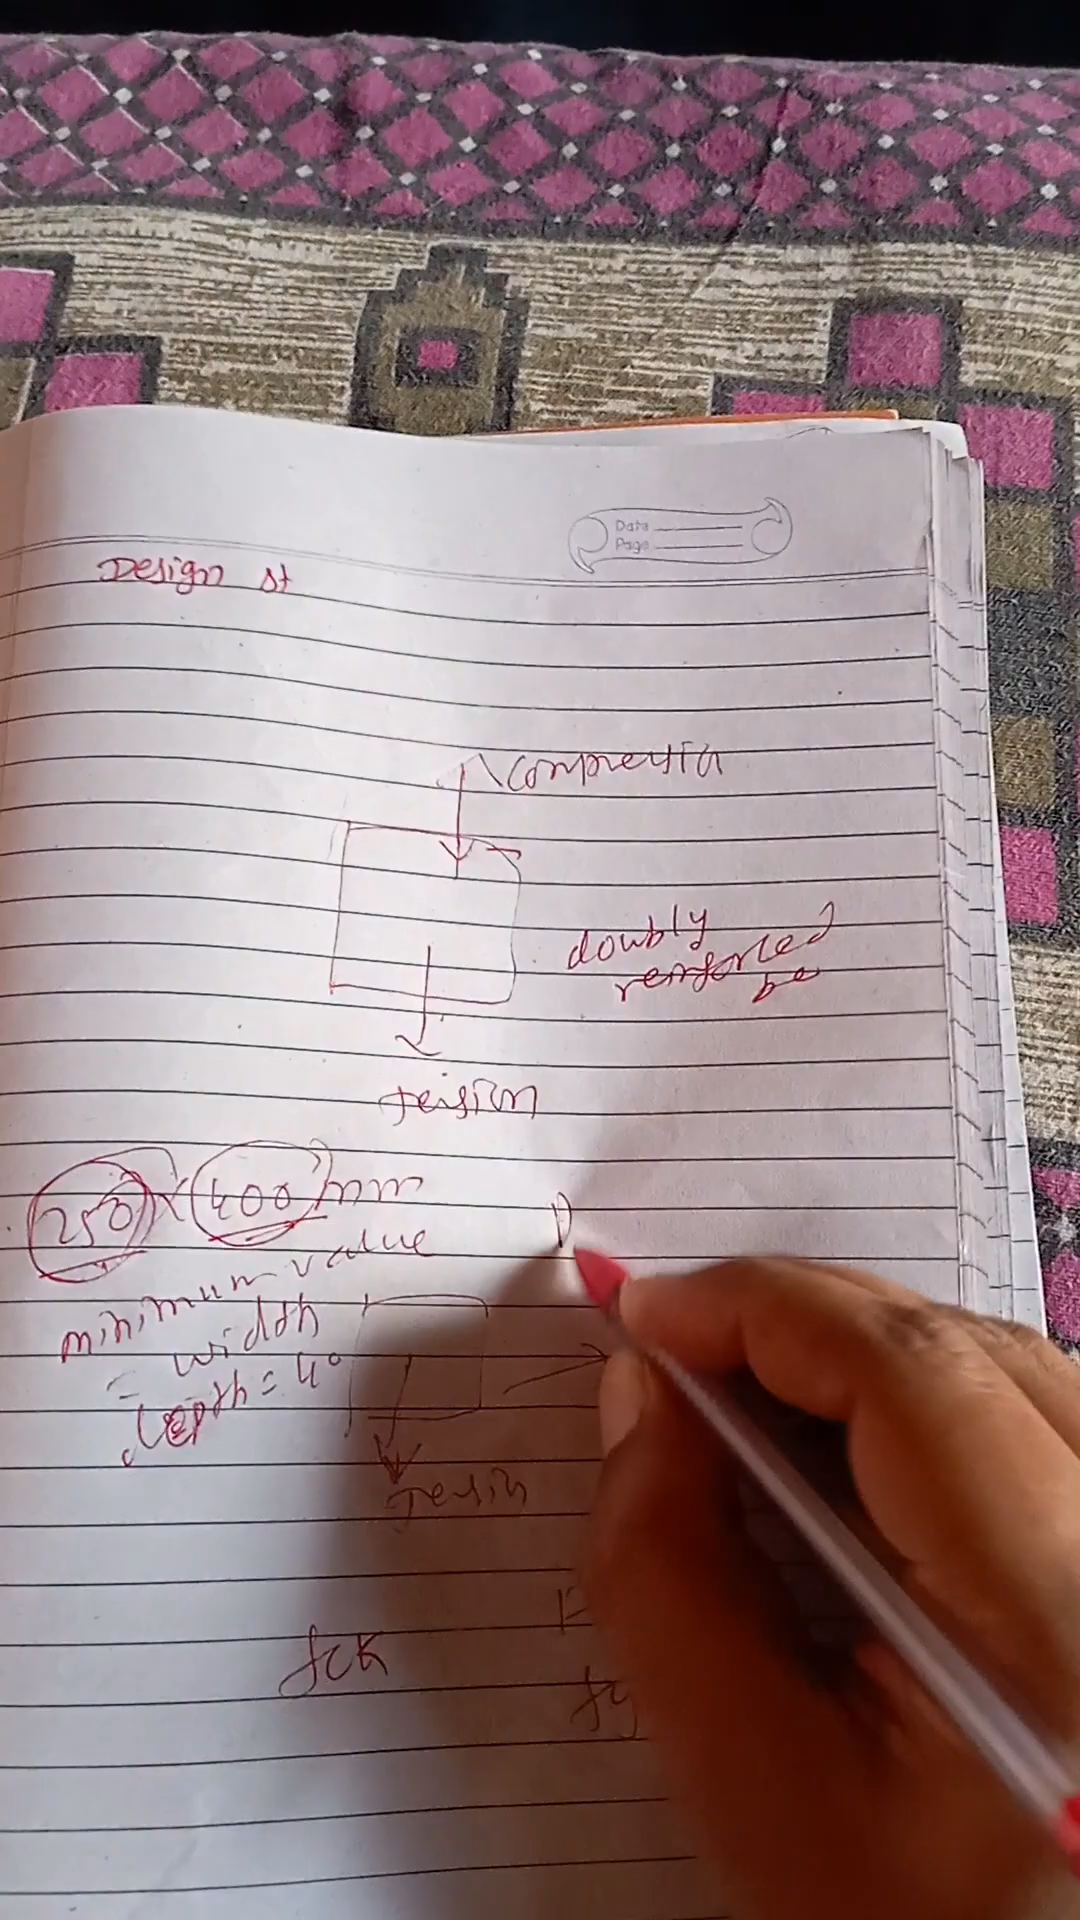 Date
Page
Design st
compression
doubly
reinforced
be
tension
250 × 400 mm
minimum value
= width
depth = 40
Tensin
fck
fy